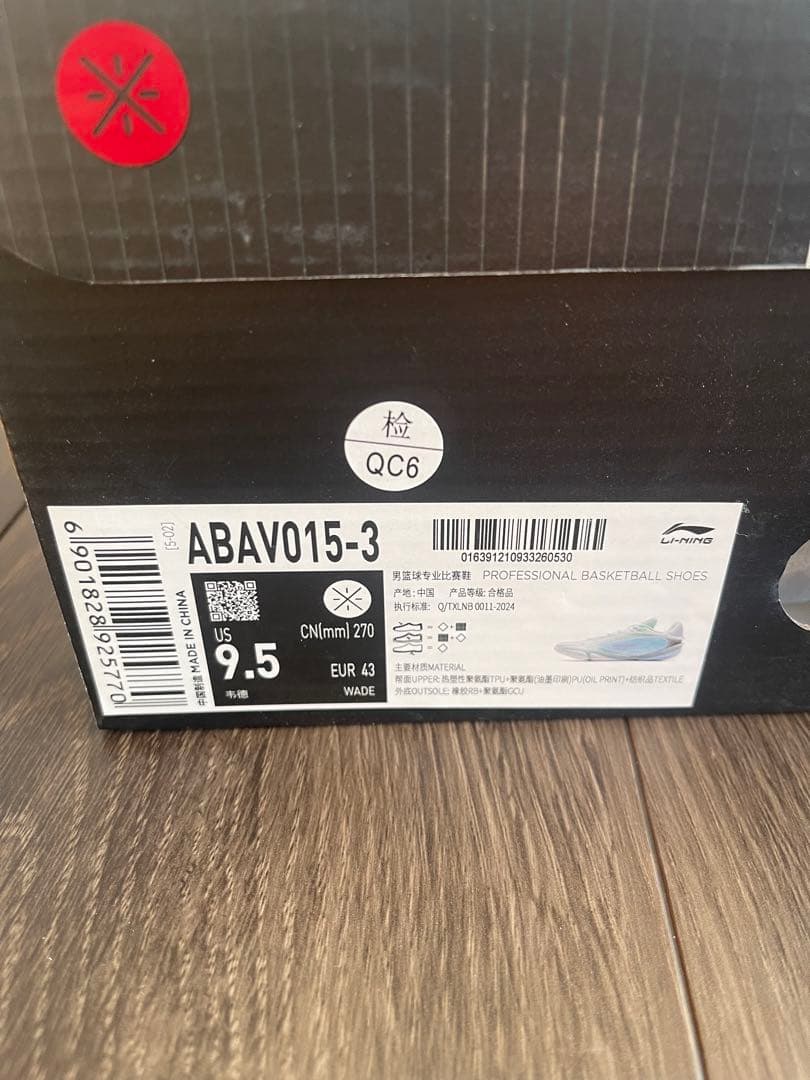 检
QC6
6901828925770
[5-02]
中国制造 MADE IN CHINA
ABAV015-3
016391210933260530
LI-NING
US
9.5
韦德
CN(mm) 270
EUR 43
WADE
男篮球专业比赛鞋 PROFESSIONAL BASKETBALL SHOES
产地: 中国 产品等级: 合格品
执行标准: Q/TXLNB 0011-2024
主要材质MATERIAL
帮面UPPER: 热塑性聚氨酯TPU+聚氨酯(油墨印刷)PU(OIL PRINT)+纺织品TEXTILE
外底OUTSOLE: 橡胶RB+聚氨酯GCU